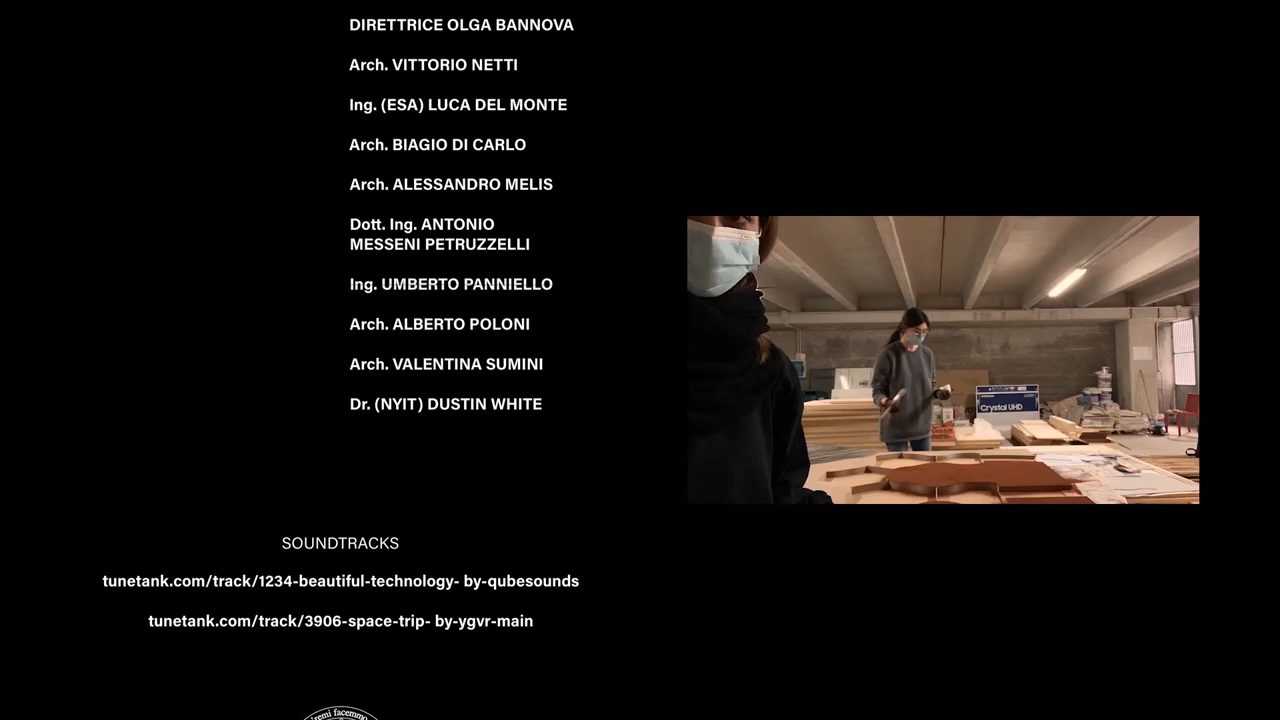 DIRETTRICE OLGA BANNOVA
Arch. VITTORIO NETTI
Ing. (ESA) LUCA DEL MONTE
Arch. BIAGIO DI CARLO
Arch. ALESSANDRO MELIS
Dott. Ing. ANTONIO
MESSENI PETRUZZELLI
Ing. UMBERTO PANNIELLO
Arch. ALBERTO POLONI
Arch. VALENTINA SUMINI
Dr. (NYIT) DUSTIN WHITE
Crystal UHD
SOUNDTRACKS
tunetank.com/track/1234-beautiful-technology- by-qubesounds
tunetank.com/track/3906-space-trip- by-ygvr-main
remi facemmo